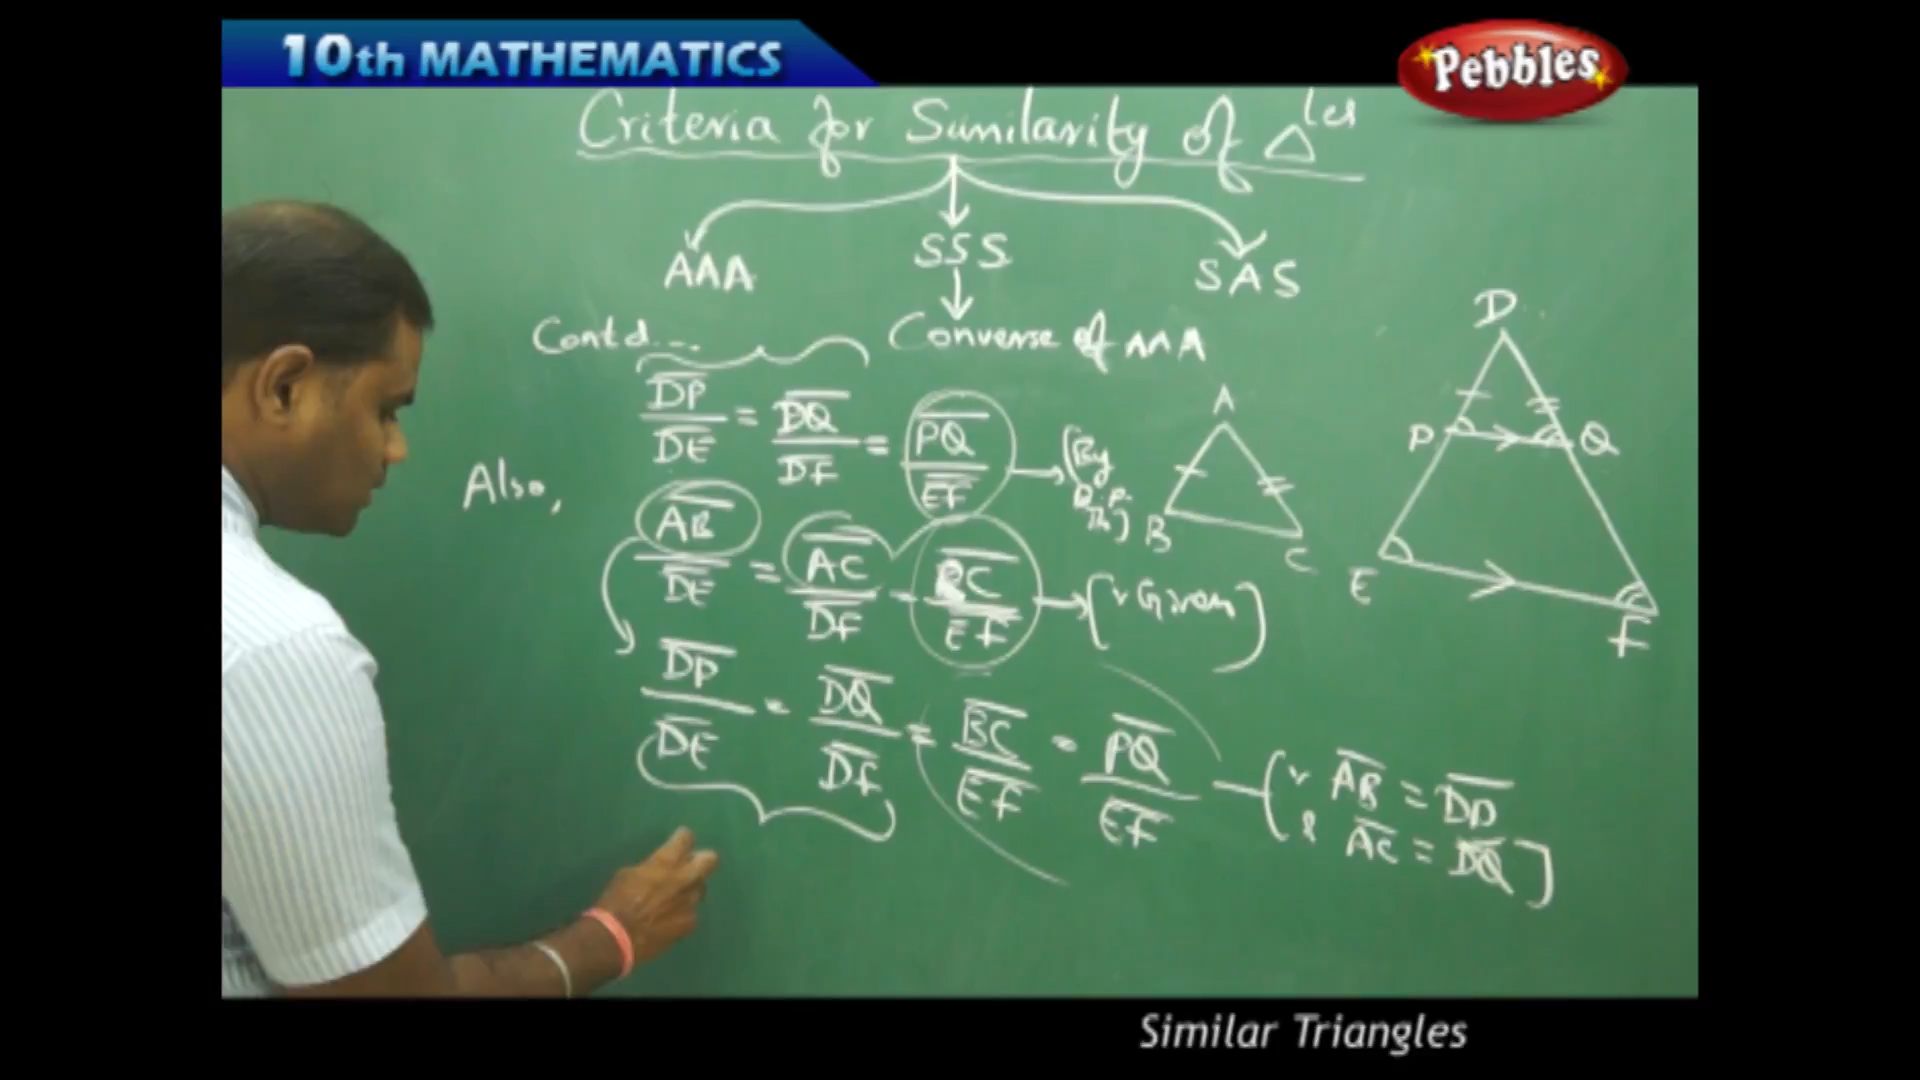 10th MATHEMATICS
Pebbles
Criteria for Similarity of Δles
AAA SSS SAS
Contd... Converse of AAA
DP/DE = DQ/DF = PQ/EF → (By B.P. Th)
Also, AB/DE = AC/DF = BC/EF → (∵ Given)
DP/DE = DQ/DF = BC/EF = PQ/EF — (∵ AB = DP
& AC = DQ)
A
B
C
D
P
Q
E
F
Similar Triangles